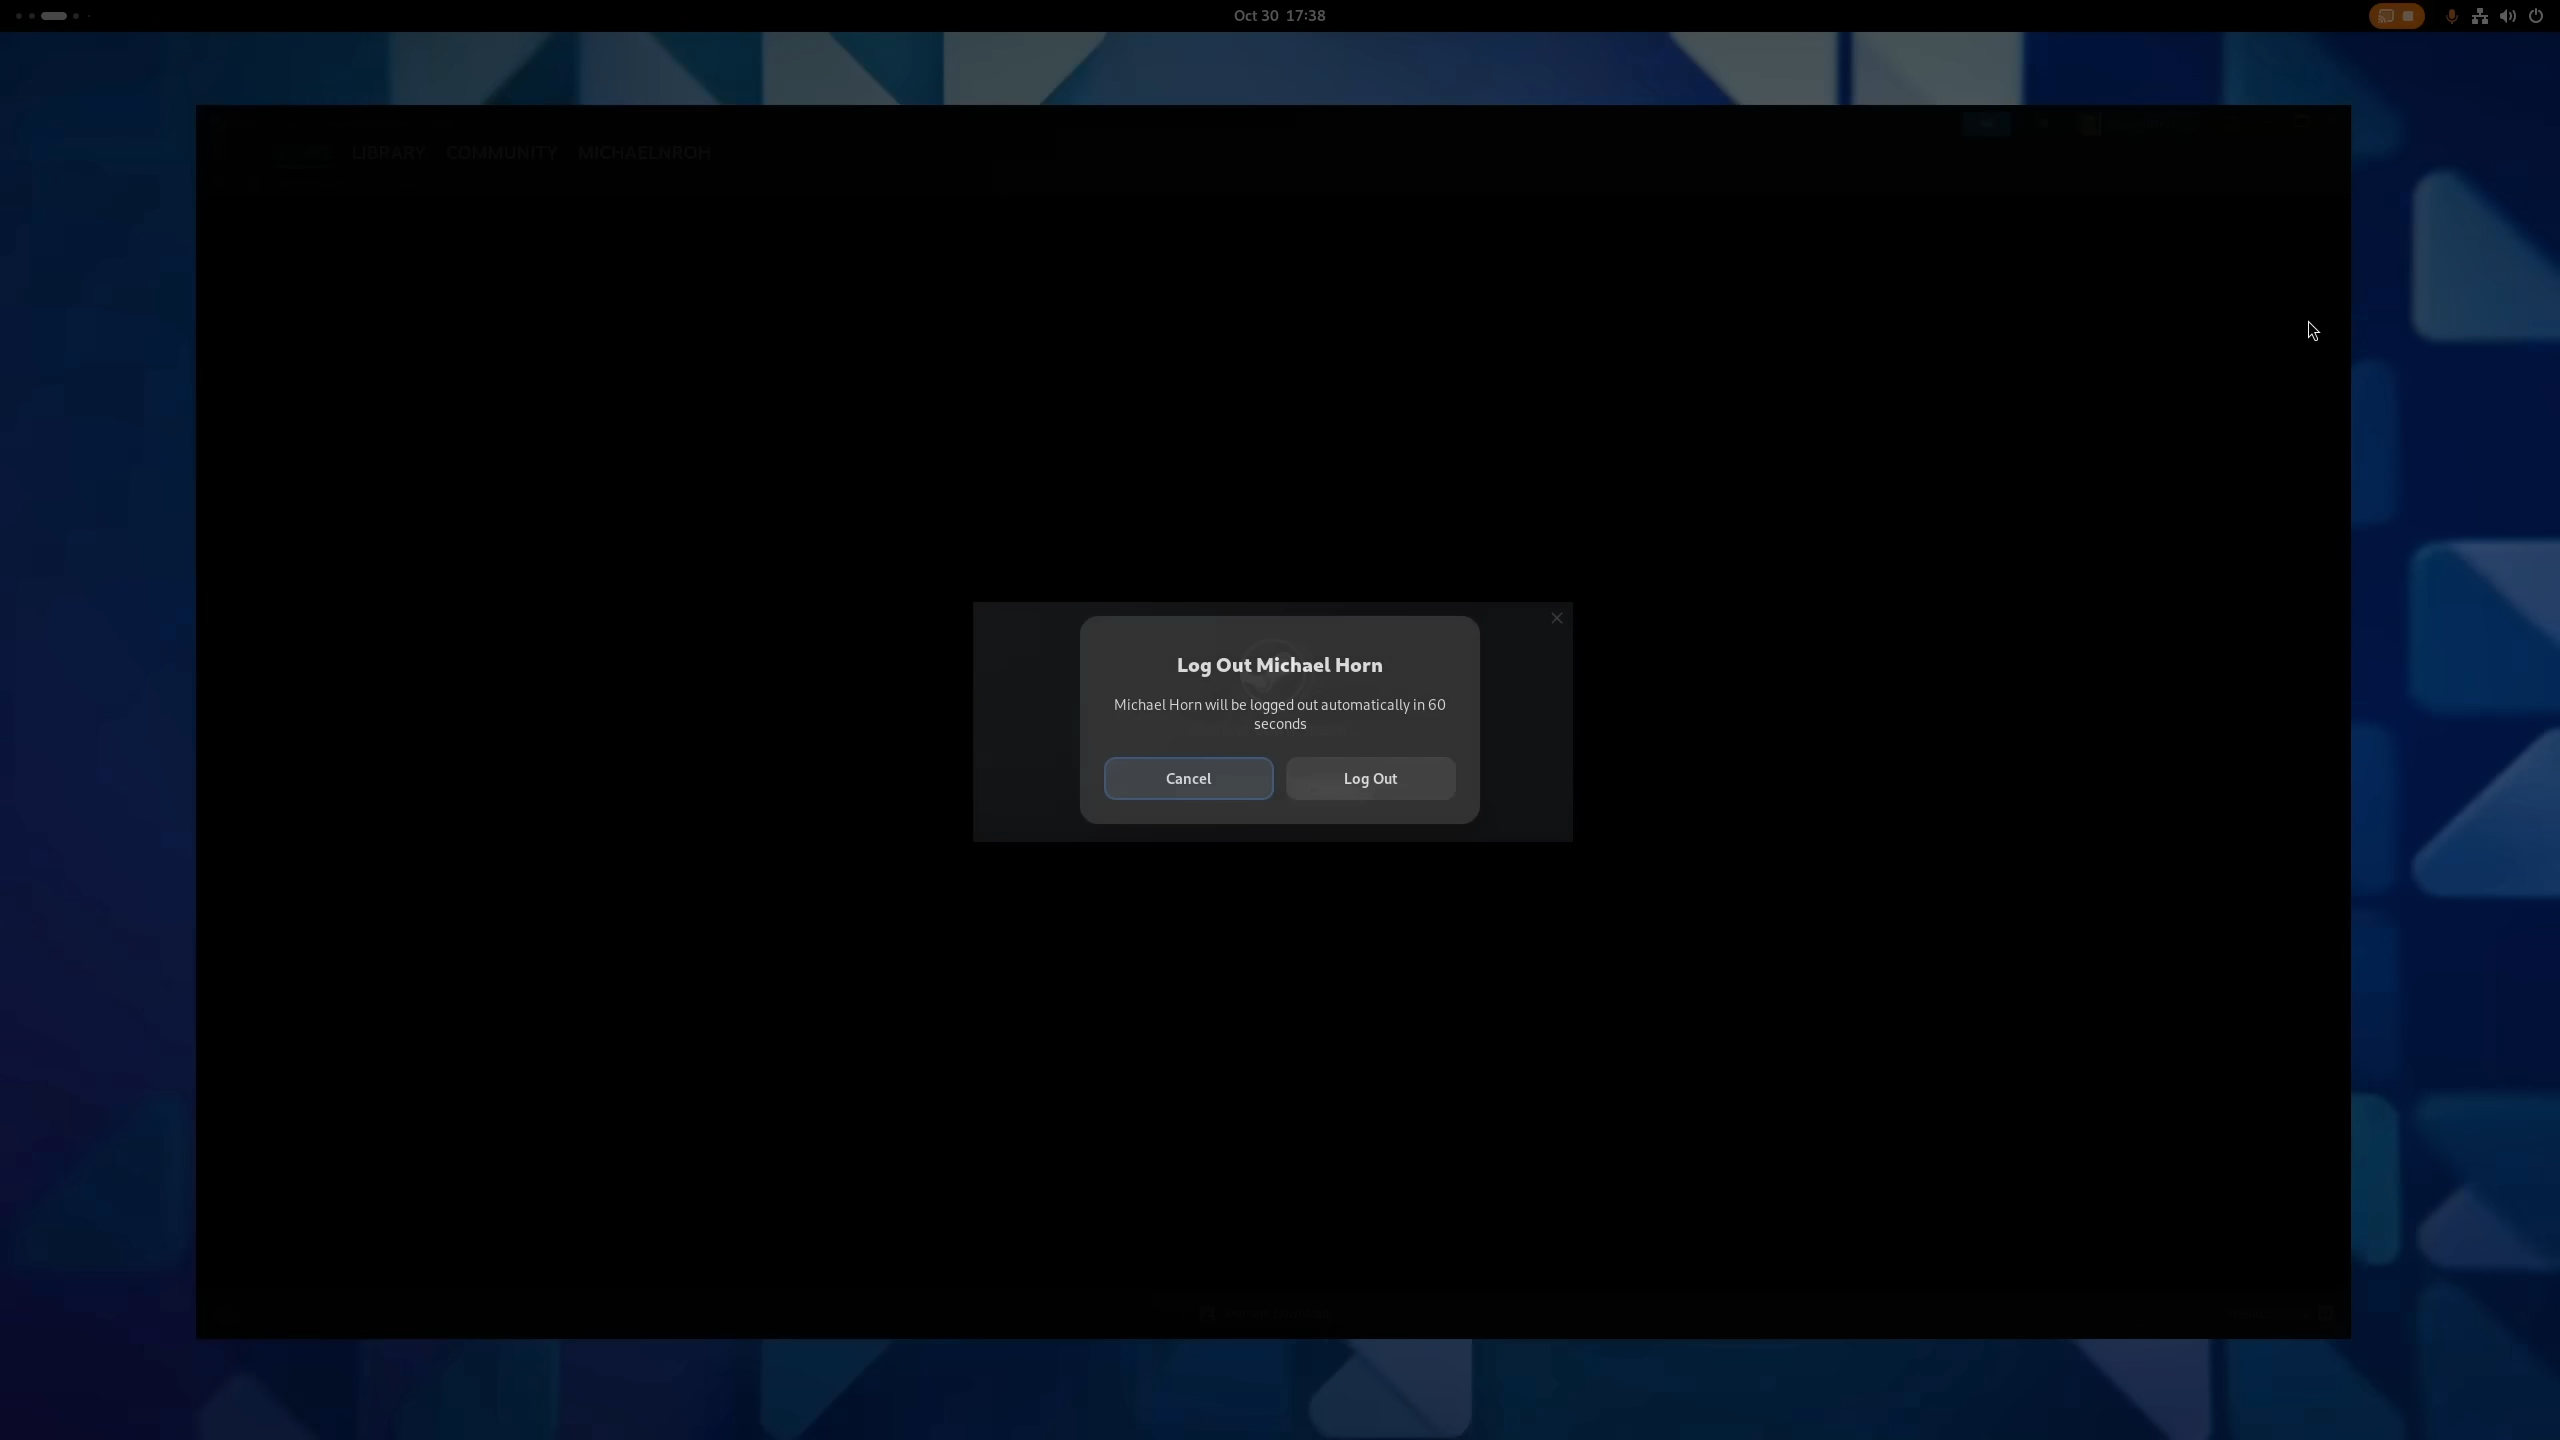 Oct 30 17:38
LIBRARY COMMUNITY MICHAELNROH
Log Out Michael Horn
Michael Horn will be logged out automatically in 60
seconds
Cancel
Log Out